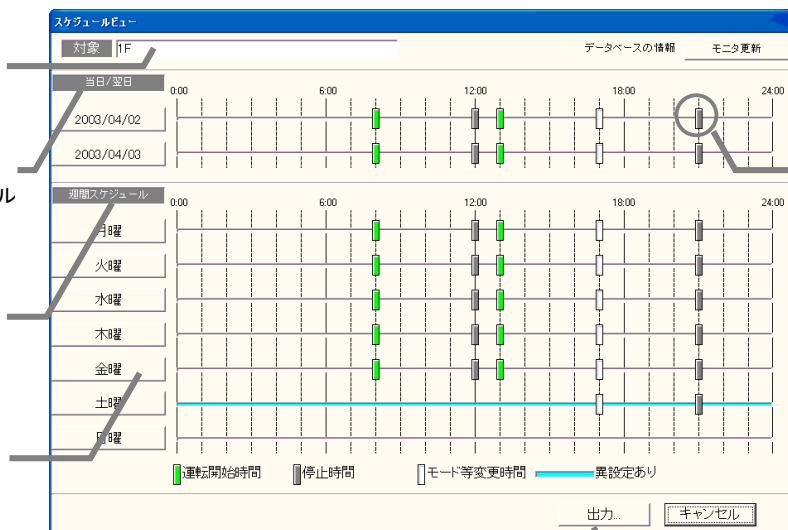 スケジュールビュー
対象 1F データベースの情報 モニタ更新
当日/翌日
0:00 6:00 12:00 18:00 24:00
2003/04/02
2003/04/03
ル
週間スケジュール
0:00 6:00 12:00 18:00 24:00
月曜
火曜
水曜
木曜
金曜
土曜
日曜
運転開始時間 停止時間 モード等変更時間 異設定あり
出力... キャンセル